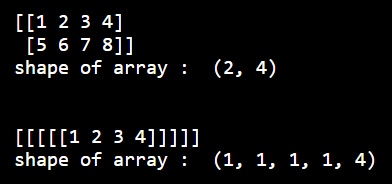 [[1 2 3 4]
 [5 6 7 8]]
shape of array :  (2, 4)
[[[[[1 2 3 4]]]]]
shape of array :  (1, 1, 1, 1, 4)